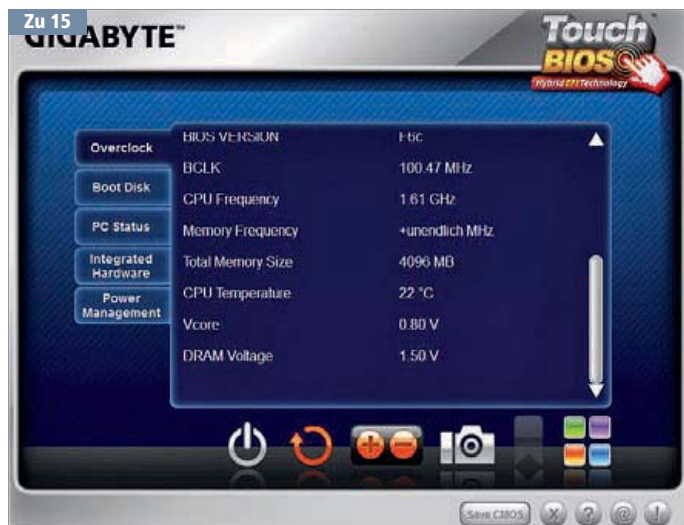 Zu 15
GIGABYTE™
Touch
BIOS
Hybrid EFI Technology
Overclock
Boot Disk
PC Status
Integrated
Hardware
Power
Management
BIOS VERSION F6c
BCLK 100.47 MHz
CPU Frequency 1.61 GHz
Memory Frequency +unendlich MHz
Total Memory Size 4096 MB
CPU Temperature 22 °C
Vcore 0.80 V
DRAM Voltage 1.50 V
Save CMOS X ? @ !